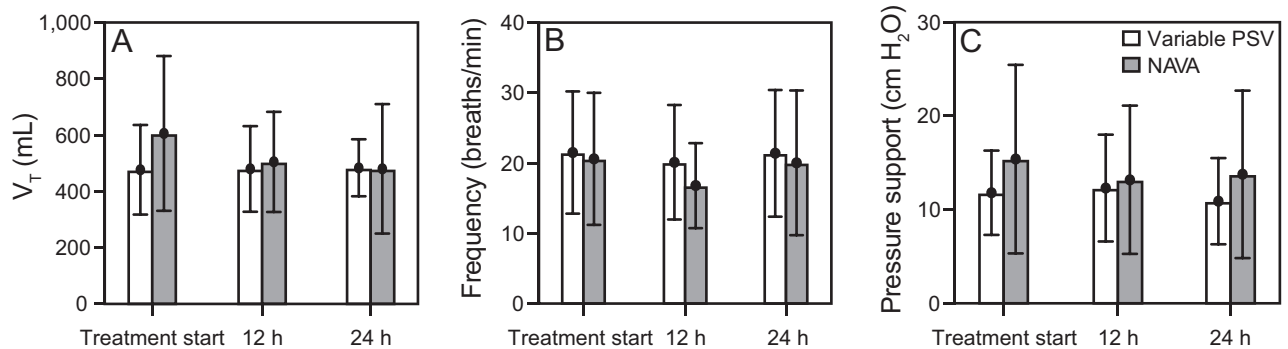 A
V_T (mL)
1,000
800
600
400
200
0
Treatment start 12 h 24 h
B
Frequency (breaths/min)
40
30
20
10
0
Treatment start 12 h 24 h
C
Pressure support (cm H₂O)
30
20
10
0
Variable PSV
NAVA
Treatment start 12 h 24 h